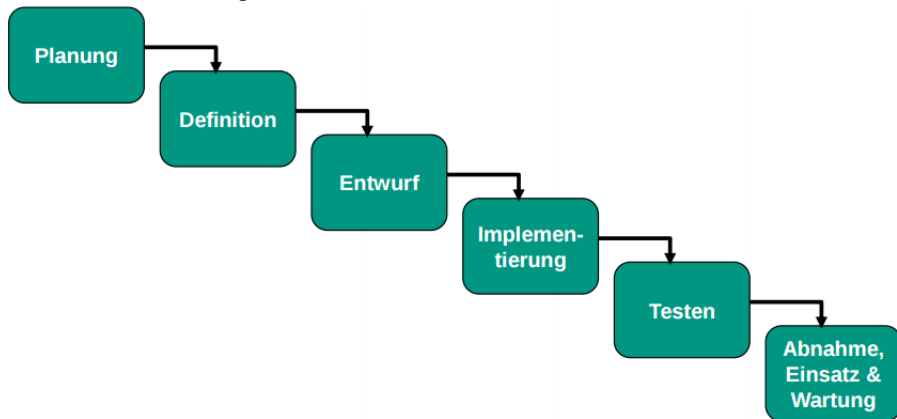 Planung
Definition
Entwurf
Implemen-
tierung
Testen
Abnahme,
Einsatz &
Wartung